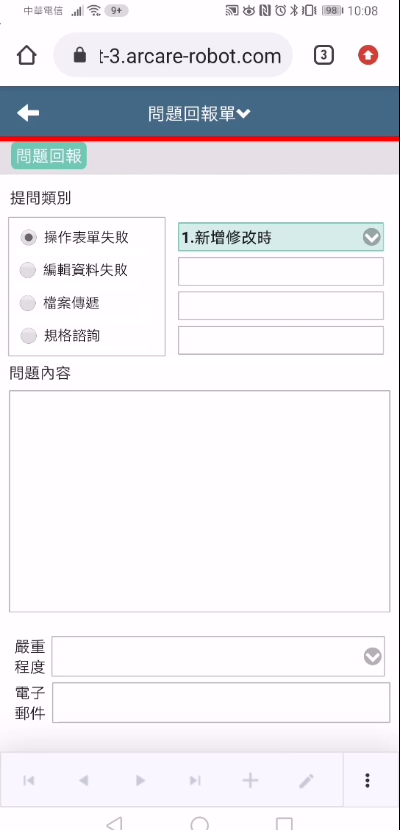 中華電信 9+ 98 10:08
t-3.arcare-robot.com 3
問題回報單
問題回報
提問類別
操作表單失敗 1.新增修改時
編輯資料失敗
檔案傳遞
規格諮詢
問題內容
嚴重
程度
電子
郵件